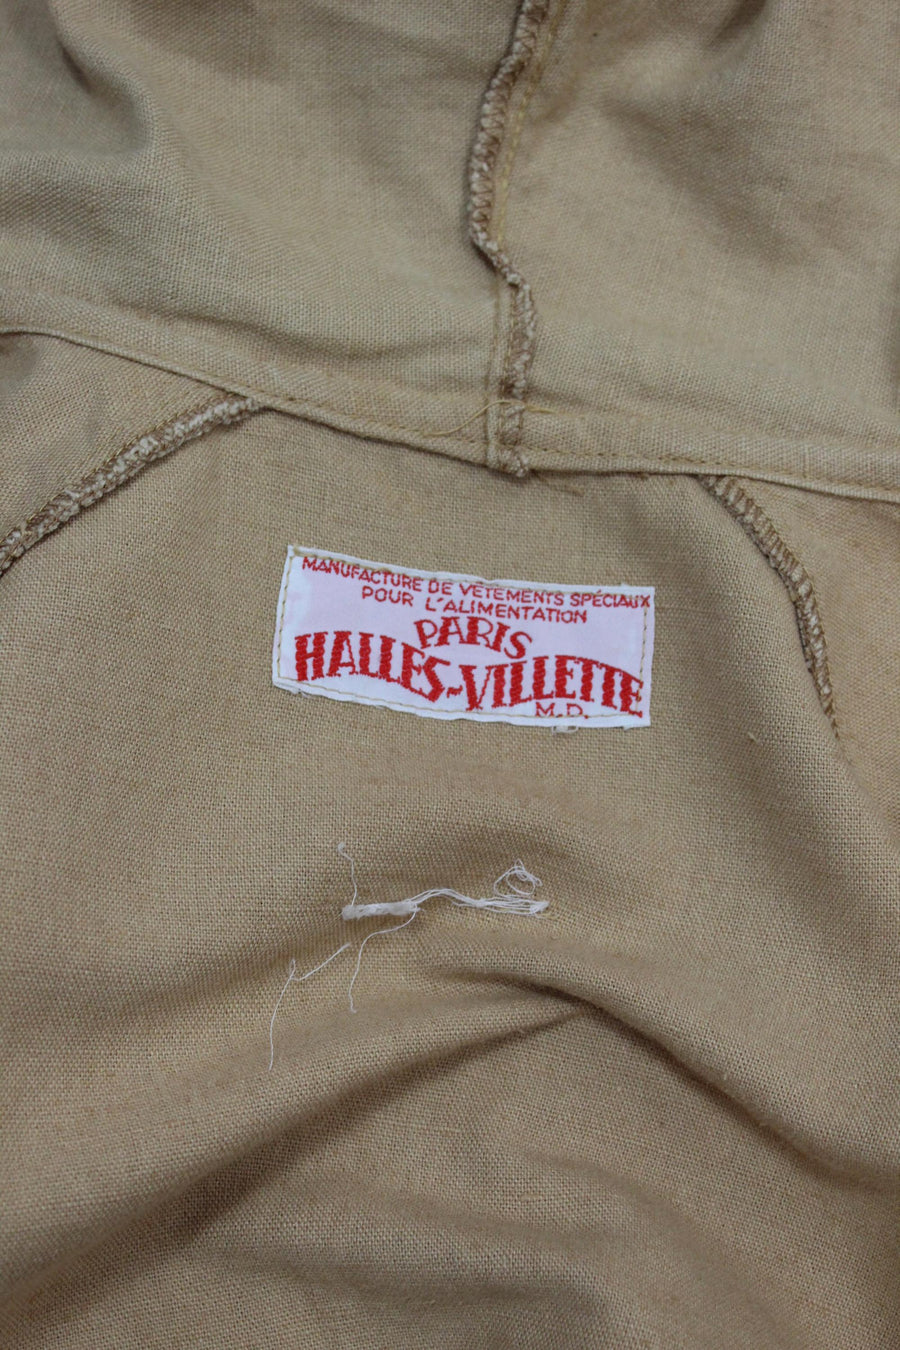 MANUFACTURE DE VÊTEMENTS SPÉCIAUX
POUR L'ALIMENTATION
PARIS
HALLES-VILLETTE
M.D.